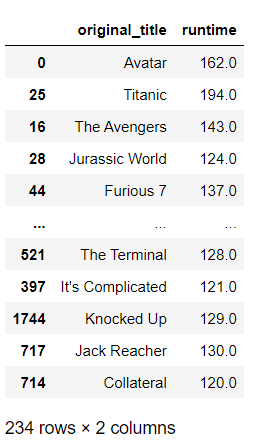 original_title runtime
0 Avatar 162.0
25 Titanic 194.0
16 The Avengers 143.0
28 Jurassic World 124.0
44 Furious 7 137.0
... ... ...
521 The Terminal 128.0
397 It's Complicated 121.0
1744 Knocked Up 129.0
717 Jack Reacher 130.0
714 Collateral 120.0
234 rows × 2 columns